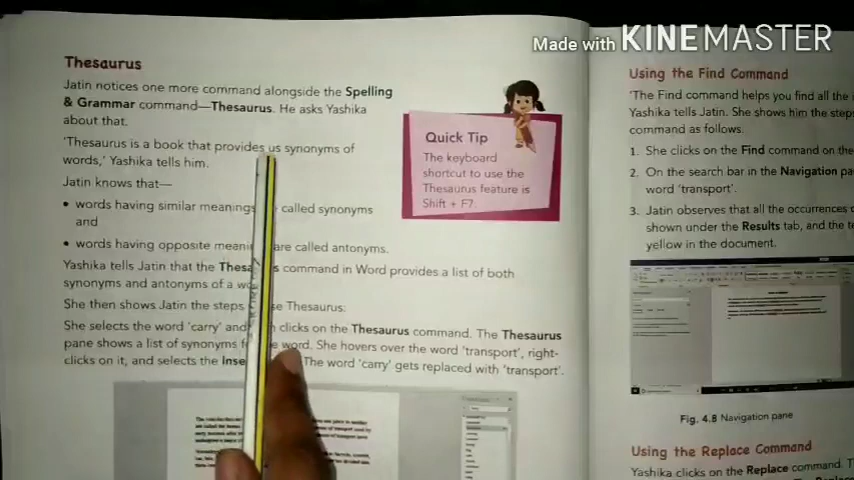 Made with KINEMASTER
Thesaurus
Jatin notices one more command alongside the Spelling
& Grammar command—Thesaurus. He asks Yashika
about that.
'Thesaurus is a book that provides us synonyms of
words,' Yashika tells him.
Jatin knows that—
• words having similar meanings called synonyms
and
• words having opposite meani are called antonyms.
Yashika tells Jatin that the Thesa s command in Word provides a list of both
synonyms and antonyms of a wo
She then shows Jatin the steps se Thesaurus:
She selects the word 'carry' and clicks on the Thesaurus command. The Thesaurus
pane shows a list of synonyms f e word. She hovers over the word 'transport', right-
clicks on it, and selects the Inse The word 'carry' gets replaced with 'transport'.
Quick Tip
The keyboard
shortcut to use the
Thesaurus feature is
Shift + F7.
Using the Find Command
'The Find command helps you find all the
Yashika tells Jatin. She shows him the steps
command as follows.
1. She clicks on the Find command on the
2. On the search bar in the Navigation pa
word 'transport'.
3. Jatin observes that all the occurrences o
shown under the Results tab, and the te
yellow in the document.
Fig. 4.8 Navigation pane
Using the Replace Command
Yashika clicks on the Replace command. T